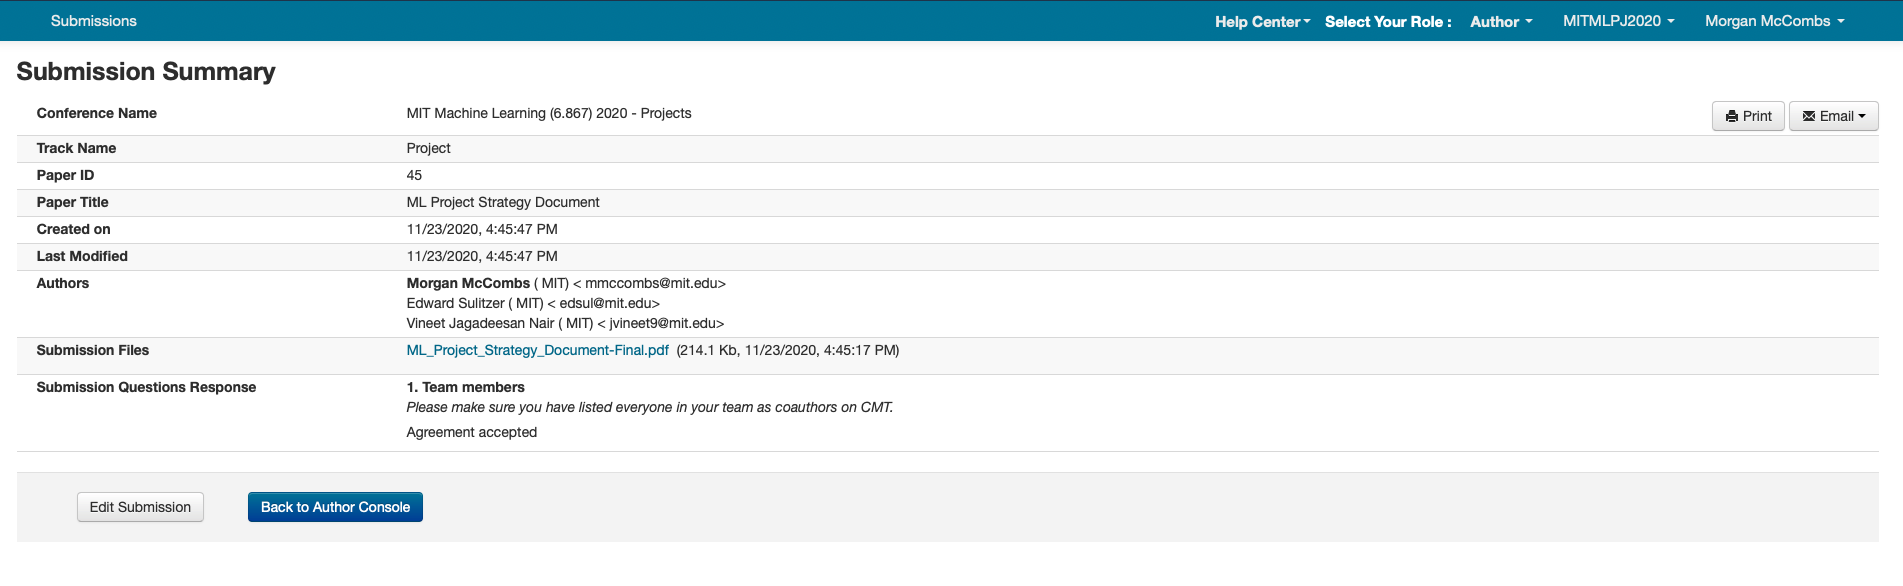 Submissions Help Center Select Your Role : Author MITMLPJ2020 Morgan McCombs
Submission Summary
Conference Name MIT Machine Learning (6.867) 2020 - Projects Print Email
Track Name Project
Paper ID 45
Paper Title ML Project Strategy Document
Created on 11/23/2020, 4:45:47 PM
Last Modified 11/23/2020, 4:45:47 PM
Authors Morgan McCombs ( MIT) < mmccombs@mit.edu>
Edward Sulitzer ( MIT) < edsul@mit.edu>
Vineet Jagadeesan Nair ( MIT) < jvineet9@mit.edu>
Submission Files ML_Project_Strategy_Document-Final.pdf (214.1 Kb, 11/23/2020, 4:45:17 PM)
Submission Questions Response 1. Team members
Please make sure you have listed everyone in your team as coauthors on CMT.
Agreement accepted
Edit Submission Back to Author Console